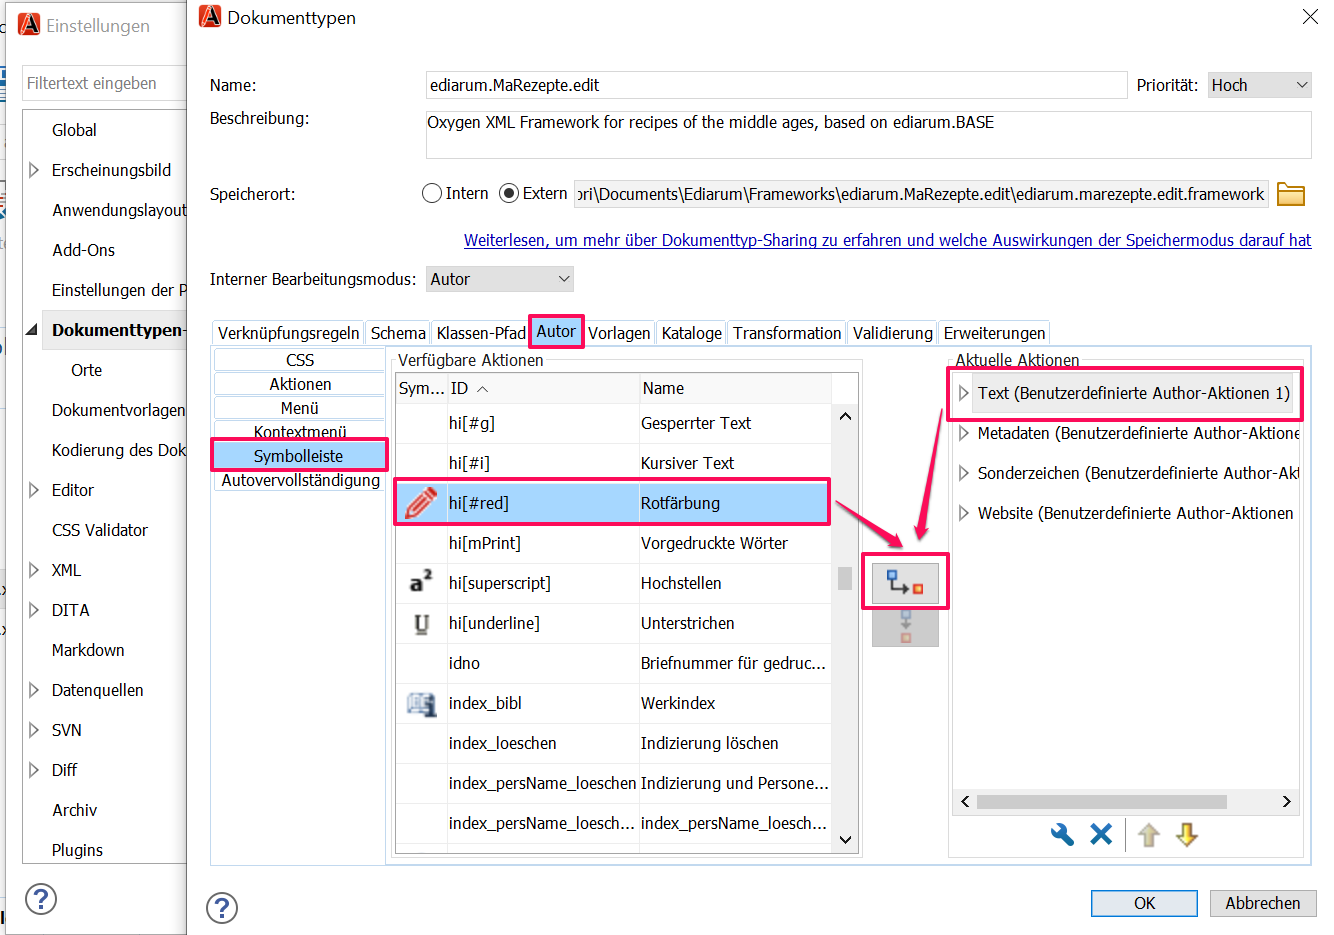 Einstellungen
Filtertext eingeben
Global
Erscheinungsbild
Anwendungslayout
Add-Ons
Einstellungen der P
Dokumenttypen-
Orte
Dokumentvorlagen
Kodierung des Dok
Editor
CSS Validator
XML
DITA
Markdown
Datenquellen
SVN
Diff
Archiv
Plugins
?
Dokumenttypen
Name:
ediarum.MaRezepte.edit
Priorität:
Hoch
Beschreibung:
Oxygen XML Framework for recipes of the middle ages, based on ediarum.BASE
Speicherort:
Intern
Extern
ori\Documents\Ediarum\Frameworks\ediarum.MaRezepte.edit\ediarum.marezepte.edit.framework
Weiterlesen, um mehr über Dokumenttyp-Sharing zu erfahren und welche Auswirkungen der Speichermodus darauf hat
Interner Bearbeitungsmodus:
Autor
Verknüpfungsregeln
Schema
Klassen-Pfad
Autor
Vorlagen
Kataloge
Transformation
Validierung
Erweiterungen
CSS
Aktionen
Menü
Kontextmenü
Symbolleiste
Autovervollständigung
Verfügbare Aktionen
Sym... ID Name
hi[#g] Gesperrter Text
hi[#i] Kursiver Text
hi[#red] Rotfärbung
hi[mPrint] Vorgedruckte Wörter
a² hi[superscript] Hochstellen
U hi[underline] Unterstrichen
idno Briefnummer für gedruc...
index_bibl Werkindex
index_loeschen Indizierung löschen
index_persName_loeschen Indizierung und Persone...
index_persName_loesch... index_persName_loesch...
Aktuelle Aktionen
Text (Benutzerdefinierte Author-Aktionen 1)
Metadaten (Benutzerdefinierte Author-Aktione
Sonderzeichen (Benutzerdefinierte Author-Akt
Website (Benutzerdefinierte Author-Aktionen
?
OK
Abbrechen